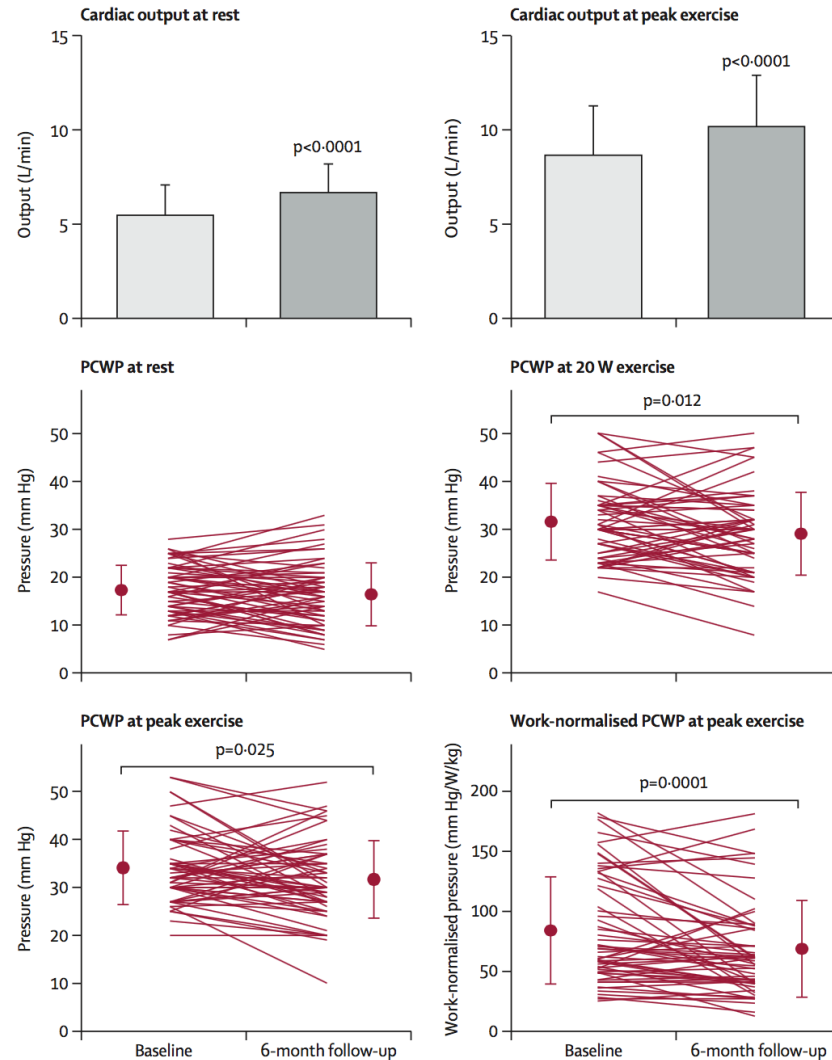 Cardiac output at rest
15
10
5
0
Output (L/min)
p<0·0001
Cardiac output at peak exercise
15
10
5
0
Output (L/min)
p<0·0001
PCWP at rest
50
40
30
20
10
0
Pressure (mm Hg)
PCWP at 20 W exercise
p=0·012
50
40
30
20
10
0
Pressure (mm Hg)
PCWP at peak exercise
p=0·025
50
40
30
20
10
0
Pressure (mm Hg)
Baseline
6-month follow-up
Work-normalised PCWP at peak exercise
p=0·0001
200
150
100
50
0
Work-normalised pressure (mm Hg/W/kg)
Baseline
6-month follow-up